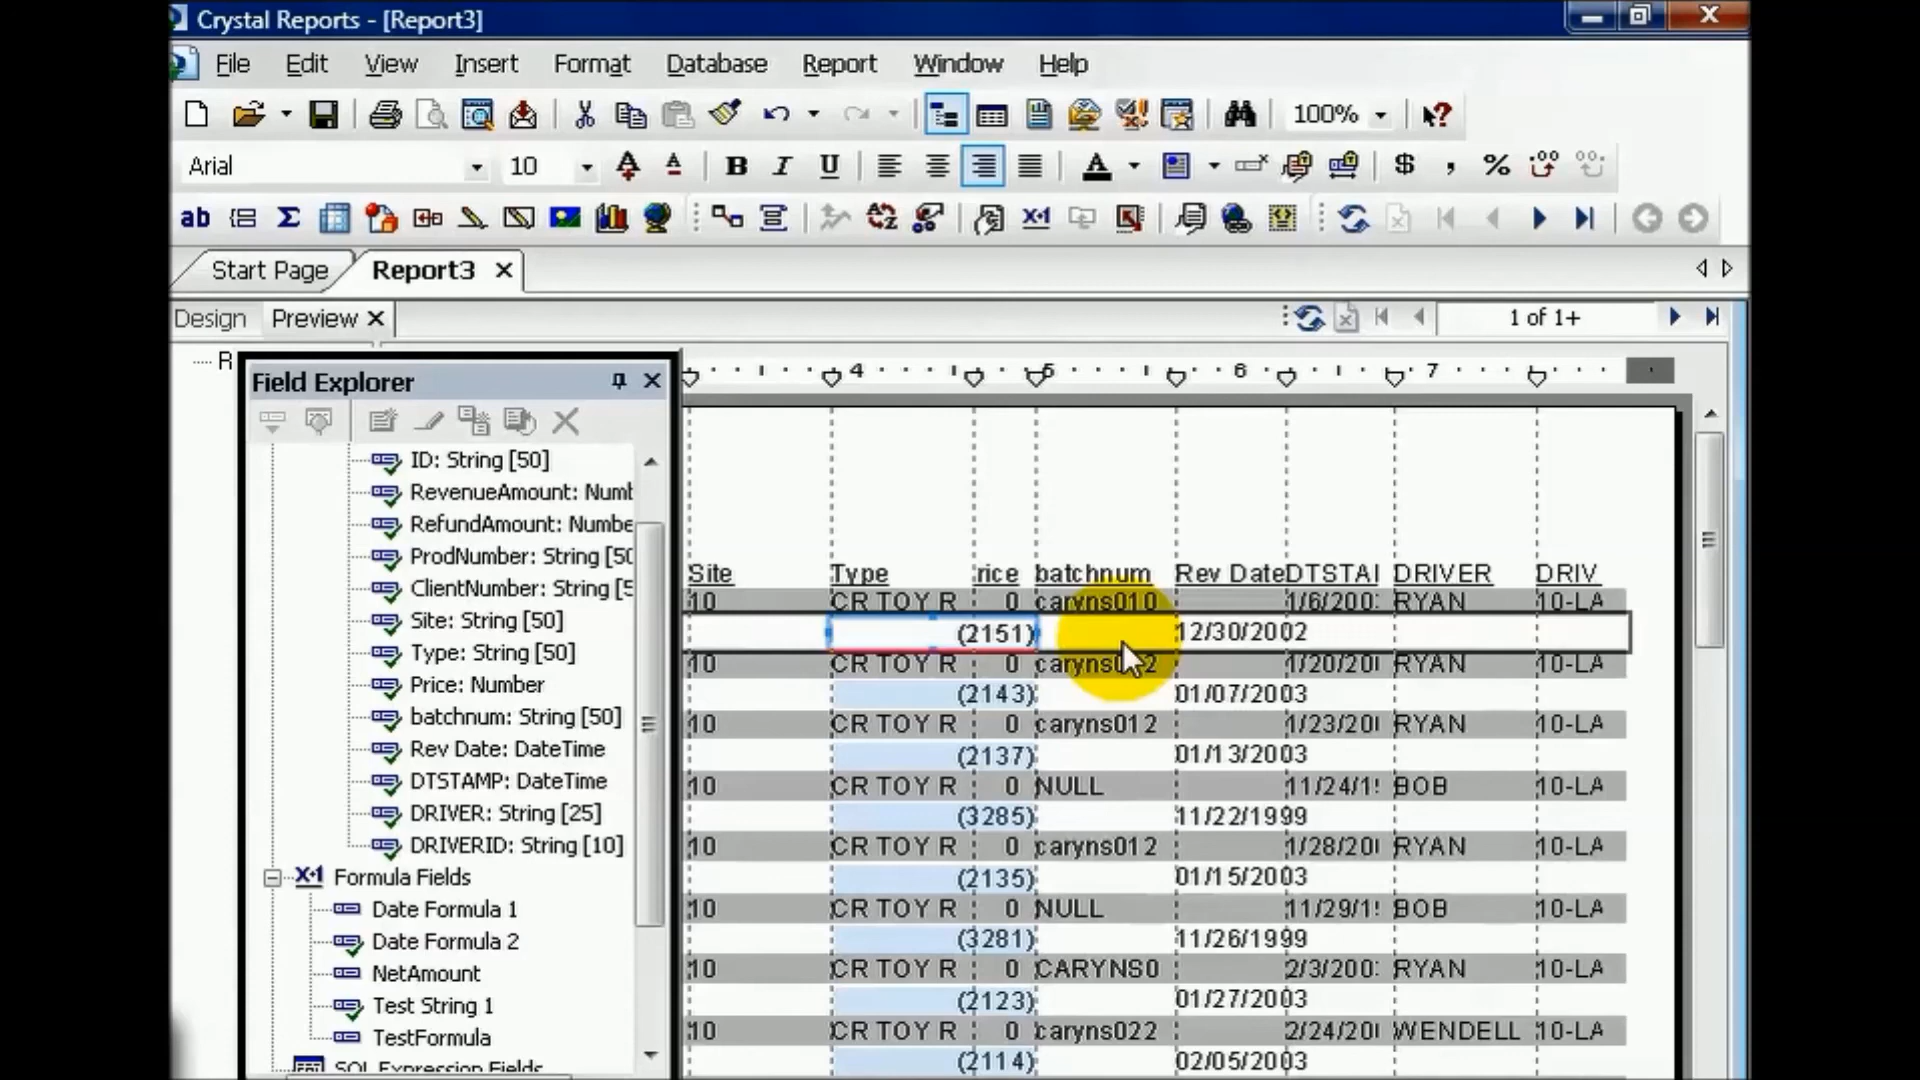 Crystal Reports - [Report3]
File Edit View Insert Format Database Report Window Help
100%
Arial 10 B I U A $ , %
ab Σ X·1
Start Page Report3
Design Preview 1 of 1+
R
Field Explorer
4 5 6 7
ID: String [50]
RevenueAmount: Numb
RefundAmount: Numbe
ProdNumber: String [50
ClientNumber: String [5
Site: String [50]
Type: String [50]
Price: Number
batchnum: String [50]
Rev Date: DateTime
DTSTAMP: DateTime
DRIVER: String [25]
DRIVERID: String [10]
X·1 Formula Fields
Date Formula 1
Date Formula 2
NetAmount
Test String 1
TestFormula
SQL Expression Fields
Site Type rice batchnum Rev Date DTSTAI DRIVER DRIV
10 CR TOY R 0 caryns010 1/6/200 RYAN 10-LA
(2151) 12/30/2002
10 CR TOY R 0 1/20/20 RYAN 10-LA
(2143) 01/07/2003
10 CR TOY R 0 caryns012 1/23/20 RYAN 10-LA
(2137) 01/13/2003
10 CR TOY R 0 NULL 11/24/1 BOB 10-LA
(3285) 11/22/1999
10 CR TOY R 0 caryns012 1/28/20 RYAN 10-LA
(2135) 01/15/2003
10 CR TOY R 0 NULL 11/29/1 BOB 10-LA
(3281) 11/26/1999
10 CR TOY R 0 CARYNS0 2/3/200 RYAN 10-LA
(2123) 01/27/2003
10 CR TOY R 0 caryns022 2/24/20 WENDELL 10-LA
(2114) 02/05/2003